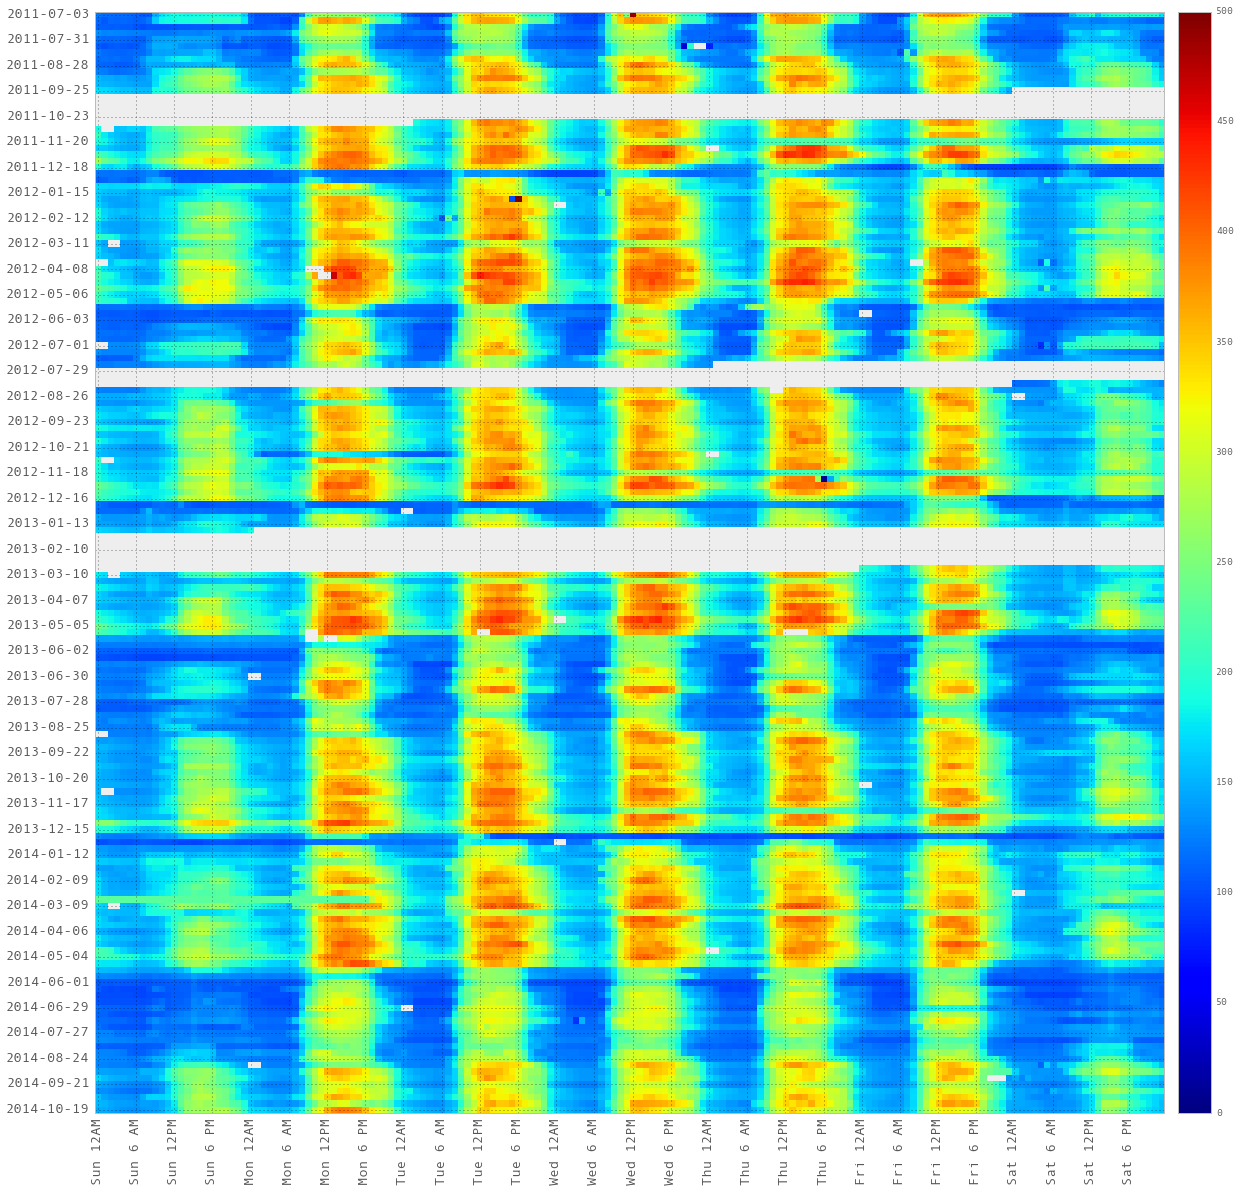 2011-07-03
2011-07-31
2011-08-28
2011-09-25
2011-10-23
2011-11-20
2011-12-18
2012-01-15
2012-02-12
2012-03-11
2012-04-08
2012-05-06
2012-06-03
2012-07-01
2012-07-29
2012-08-26
2012-09-23
2012-10-21
2012-11-18
2012-12-16
2013-01-13
2013-02-10
2013-03-10
2013-04-07
2013-05-05
2013-06-02
2013-06-30
2013-07-28
2013-08-25
2013-09-22
2013-10-20
2013-11-17
2013-12-15
2014-01-12
2014-02-09
2014-03-09
2014-04-06
2014-05-04
2014-06-01
2014-06-29
2014-07-27
2014-08-24
2014-09-21
2014-10-19
Sun 12AM
Sun 6 AM
Sun 12PM
Sun 6 PM
Mon 12AM
Mon 6 AM
Mon 12PM
Mon 6 PM
Tue 12AM
Tue 6 AM
Tue 12PM
Tue 6 PM
Wed 12AM
Wed 6 AM
Wed 12PM
Wed 6 PM
Thu 12AM
Thu 6 AM
Thu 12PM
Thu 6 PM
Fri 12AM
Fri 6 AM
Fri 12PM
Fri 6 PM
Sat 12AM
Sat 6 AM
Sat 12PM
Sat 6 PM
500
450
400
350
300
250
200
150
100
50
0